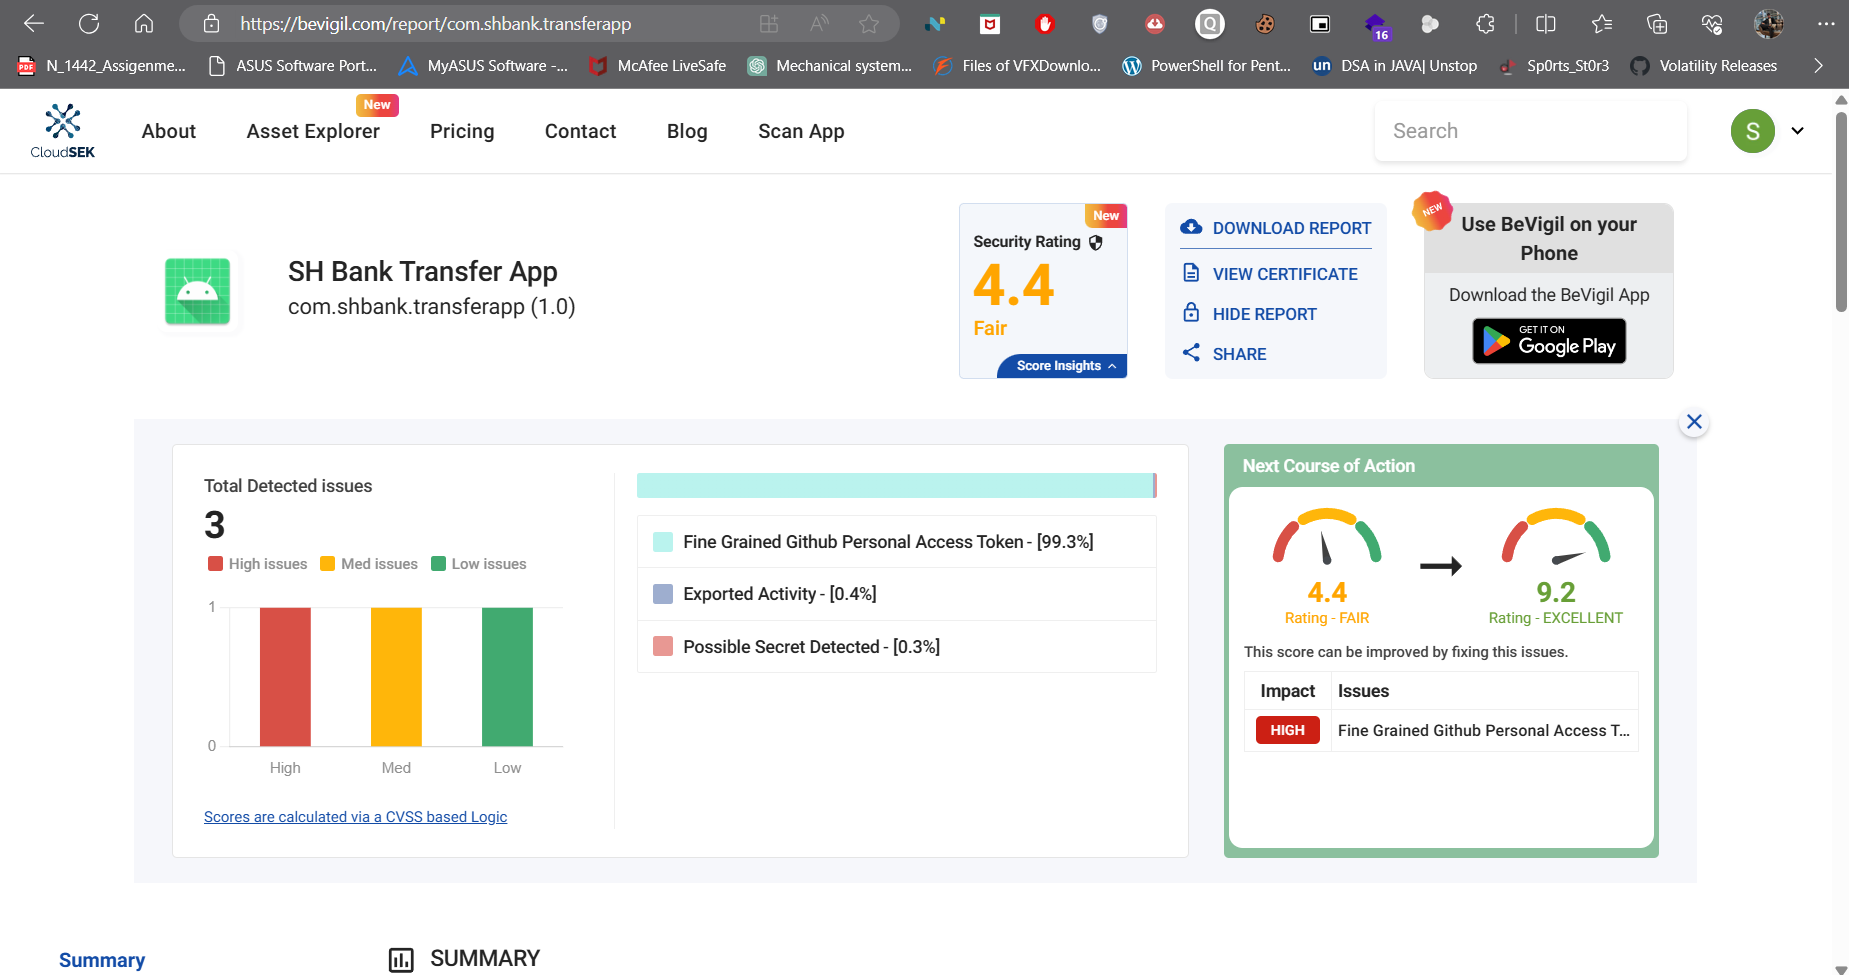 https://bevigil.com/report/com.shbank.transferapp
16
PDF
N_1442_Assigenme...
ASUS Software Port...
MyASUS Software -...
McAfee LiveSafe
Mechanical system...
Files of VFXDownlo...
PowerShell for Pent...
un
DSA in JAVA| Unstop
Sp0rts_St0r3
Volatility Releases
CloudSEK
About
Asset Explorer
New
Pricing
Contact
Blog
Scan App
Search
S
SH Bank Transfer App
com.shbank.transferapp (1.0)
New
Security Rating
4.4
Fair
Score Insights
DOWNLOAD REPORT
VIEW CERTIFICATE
HIDE REPORT
SHARE
NEW
Use BeVigil on your
Phone
Download the BeVigil App
GET IT ON
Google Play
Total Detected issues
3
High issues
Med issues
Low issues
1
0
High
Med
Low
Scores are calculated via a CVSS based Logic
Fine Grained Github Personal Access Token - [99.3%]
Exported Activity - [0.4%]
Possible Secret Detected - [0.3%]
Next Course of Action
4.4
Rating - FAIR
9.2
Rating - EXCELLENT
This score can be improved by fixing this issues.
Impact
Issues
HIGH
Fine Grained Github Personal Access T...
Summary
SUMMARY